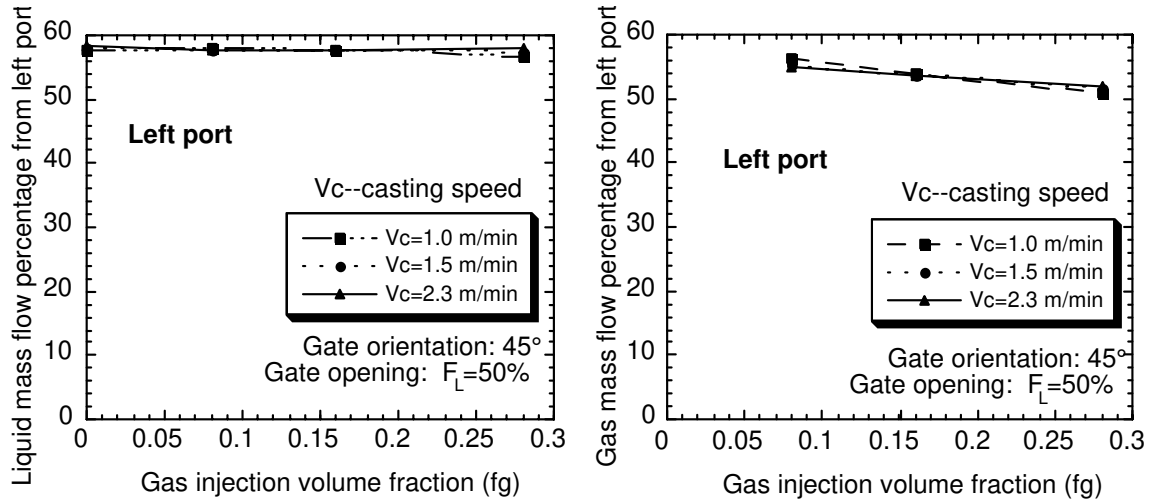 Liquid mass flow percentage from left port
60
50
40
30
20
10
0
0 0.05 0.1 0.15 0.2 0.25 0.3
Gas injection volume fraction (fg)
Left port
Vc--casting speed
Vc=1.0 m/min
Vc=1.5 m/min
Vc=2.3 m/min
Gate orientation: 45°
Gate opening: F_L=50%
Gas mass flow percentage from left port
60
50
40
30
20
10
0
0 0.05 0.1 0.15 0.2 0.25 0.3
Gas injection volume fraction (fg)
Left port
Vc--casting speed
Vc=1.0 m/min
Vc=1.5 m/min
Vc=2.3 m/min
Gate orientation: 45°
Gate opening: F_L=50%